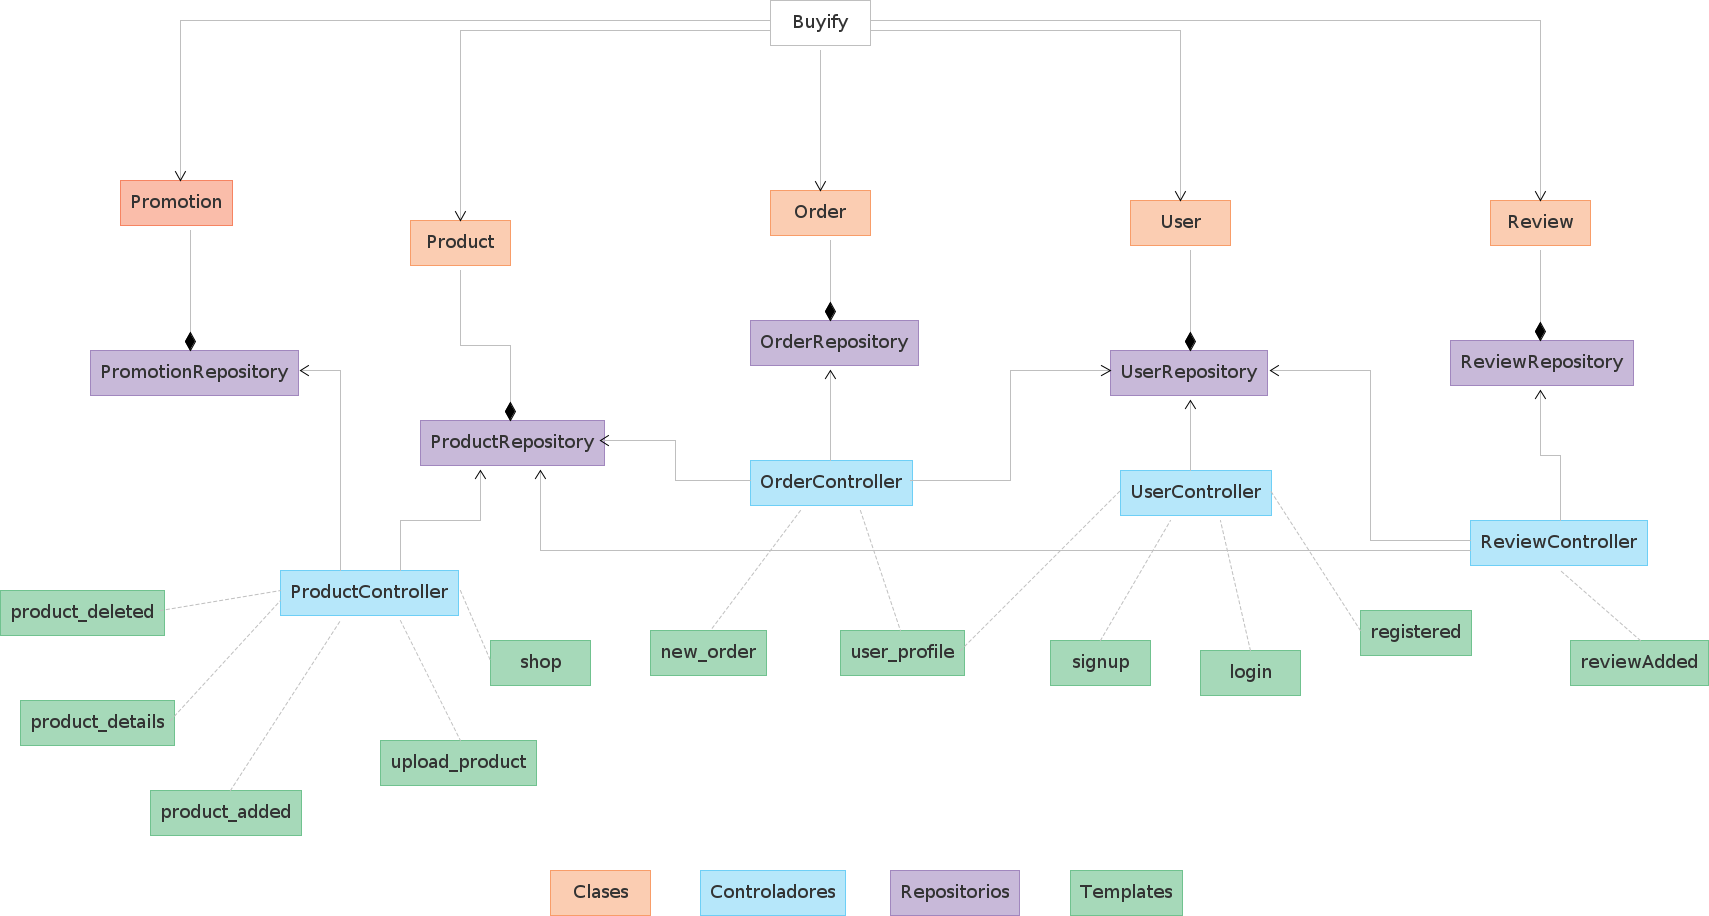 Buyify
Promotion
Product
Order
User
Review
PromotionRepository
ProductRepository
OrderRepository
UserRepository
ReviewRepository
ProductController
OrderController
UserController
ReviewController
product_deleted
product_details
product_added
upload_product
shop
new_order
user_profile
signup
login
registered
reviewAdded
Clases
Controladores
Repositorios
Templates